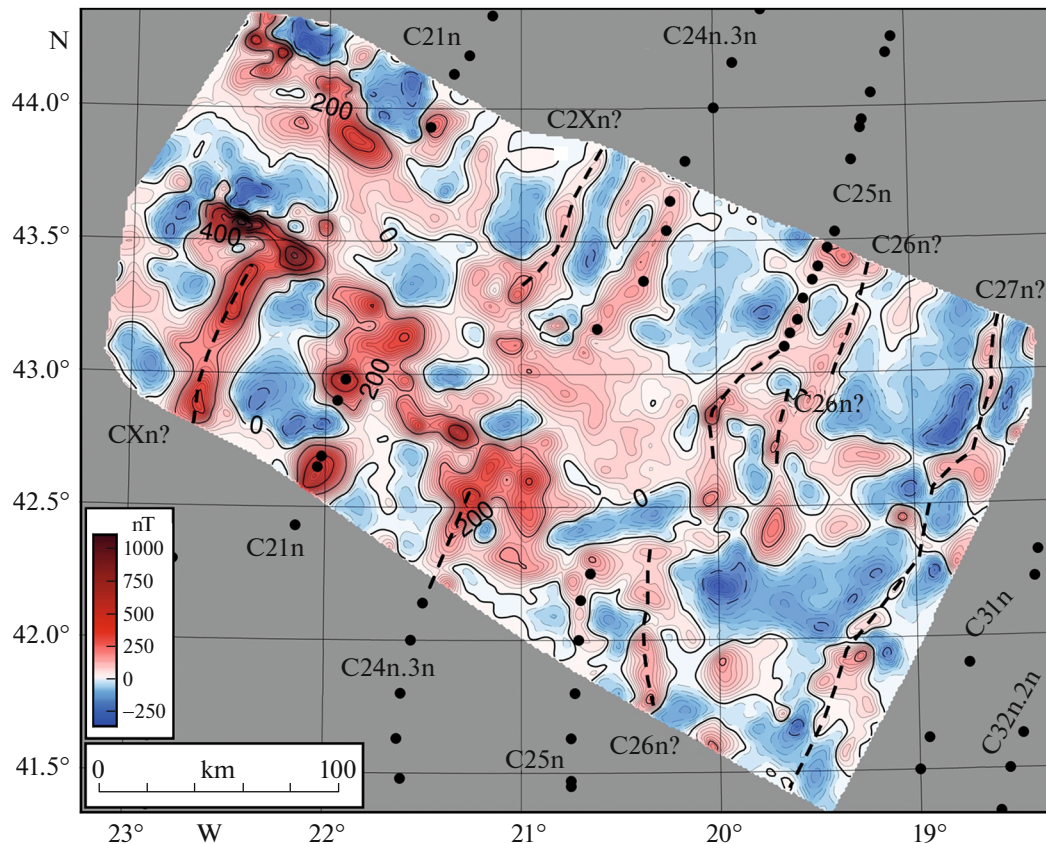 N
C21n
C24n.3n
44.0°
200
C2Xn?
C25n
43.5°
400
0
C26n?
C27n?
43.0°
200
C26n?
CXn?
0
42.5°
0
200
nT
1000
750
500
250
0
−250
C21n
42.0°
C24n.3n
C31n
C32n.2n
C26n?
C25n
41.5°
0 km 100
23° W 22° 21° 20° 19°